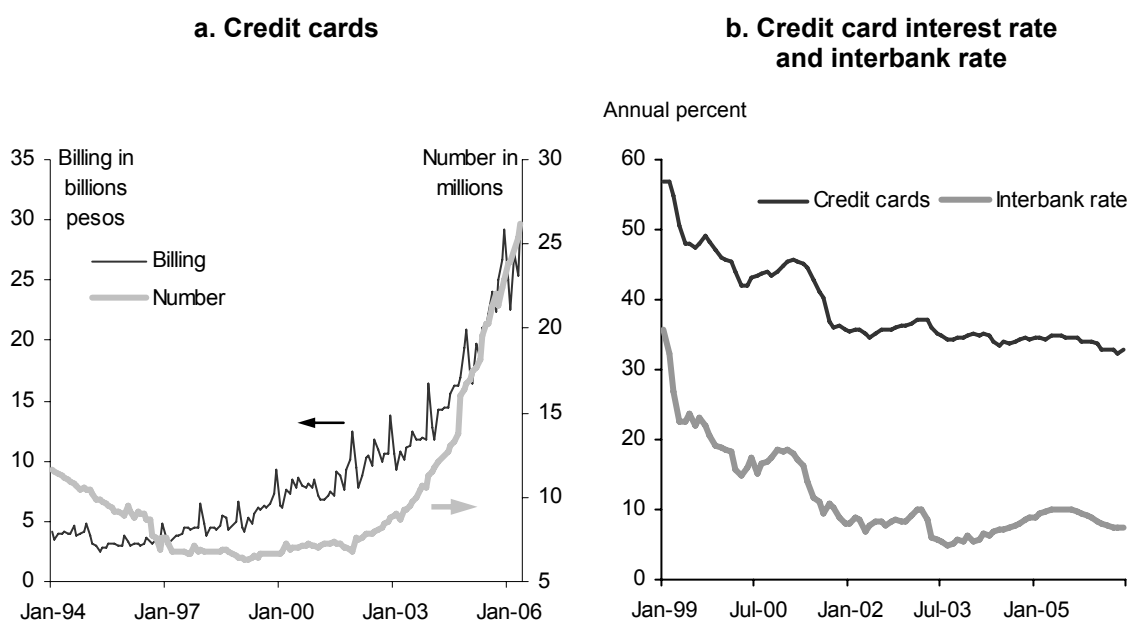 a. Credit cards
Billing in
billions
pesos
Number in
millions
Billing
Number
35
30
25
20
15
10
5
0
30
25
20
15
10
5
Jan-94 Jan-97 Jan-00 Jan-03 Jan-06
b. Credit card interest rate
and interbank rate
Annual percent
Credit cards Interbank rate
60
50
40
30
20
10
0
Jan-99 Jul-00 Jan-02 Jul-03 Jan-05